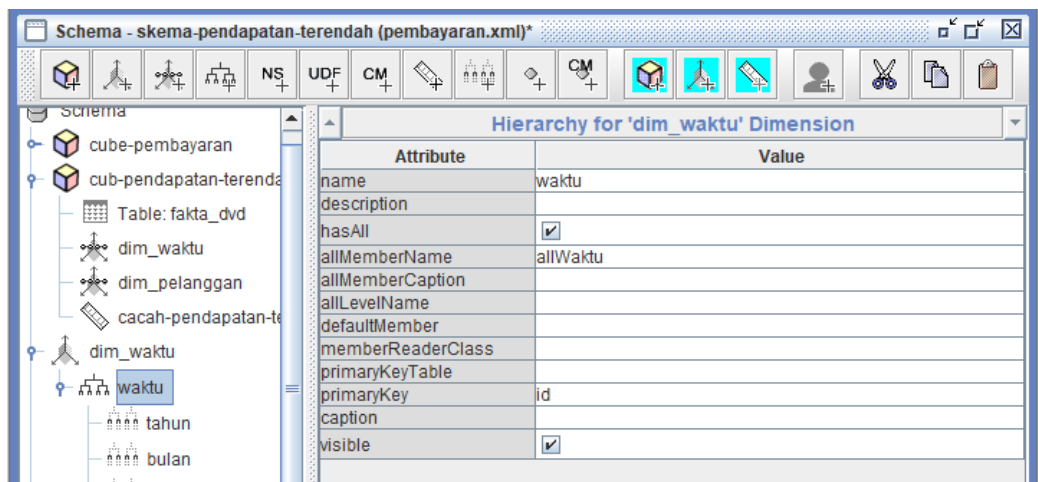 Schema - skema-pendapatan-terendah (pembayaran.xml)*
NS UDF CM CM
Schema
cube-pembayaran
cub-pendapatan-terenda
Table: fakta_dvd
dim_waktu
dim_pelanggan
cacah-pendapatan-te
dim_waktu
waktu
tahun
bulan
Hierarchy for 'dim_waktu' Dimension
Attribute Value
name waktu
description
hasAll
allMemberName allWaktu
allMemberCaption
allLevelName
defaultMember
memberReaderClass
primaryKeyTable
primaryKey id
caption
visible